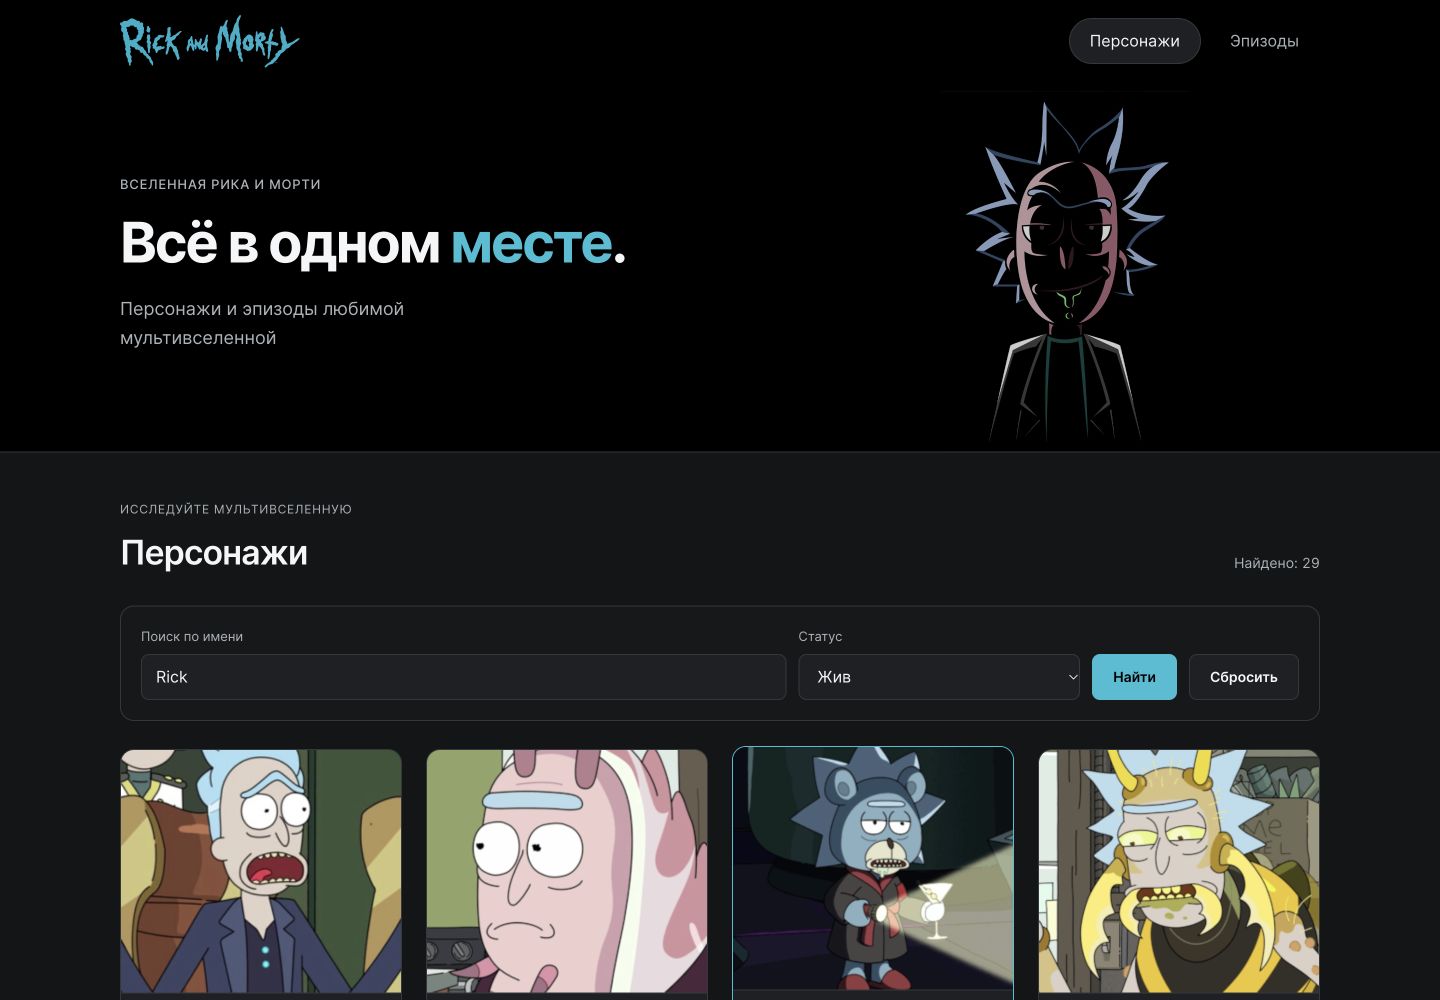 Rick and Morty
Персонажи
Эпизоды
ВСЕЛЕННАЯ РИКА И МОРТИ
Всё в одном месте.
Персонажи и эпизоды любимой
мультивселенной
ИССЛЕДУЙТЕ МУЛЬТИВСЕЛЕННУЮ
Персонажи
Найдено: 29
Поиск по имени
Статус
Rick
Жив
Найти
Сбросить